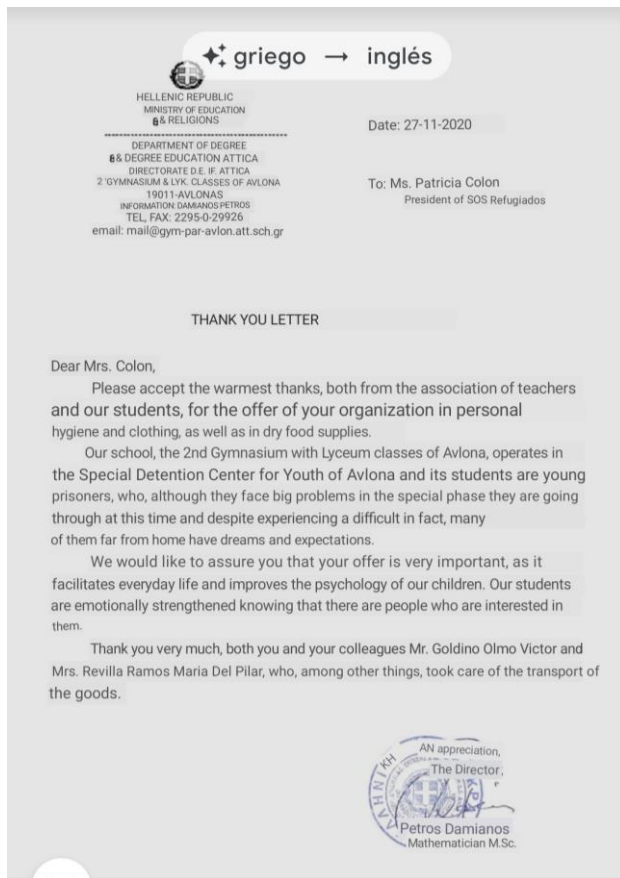 griego → inglés
HELLENIC REPUBLIC
MINISTRY OF EDUCATION
& RELIGIONS
DEPARTMENT OF DEGREE
& DEGREE EDUCATION ATTICA
DIRECTORATE D.E. IF. ATTICA
2 'GYMNASIUM & LYK. CLASSES OF AVLONA
19011-AVLONAS
INFORMATION: DAMIANOS PETROS
TEL, FAX: 2295-0-29926
email: mail@gym-par-avlon.att.sch.gr
Date: 27-11-2020
To: Ms. Patricia Colon
President of SOS Refugiados
THANK YOU LETTER
Dear Mrs. Colon,
Please accept the warmest thanks, both from the association of teachers
and our students, for the offer of your organization in personal
hygiene and clothing, as well as in dry food supplies.
Our school, the 2nd Gymnasium with Lyceum classes of Avlona, operates in
the Special Detention Center for Youth of Avlona and its students are young
prisoners, who, although they face big problems in the special phase they are going
through at this time and despite experiencing a difficult in fact, many
of them far from home have dreams and expectations.
We would like to assure you that your offer is very important, as it
facilitates everyday life and improves the psychology of our children. Our students
are emotionally strengthened knowing that there are people who are interested in
them.
Thank you very much, both you and your colleagues Mr. Goldino Olmo Victor and
Mrs. Revilla Ramos Maria Del Pilar, who, among other things, took care of the transport of
the goods.
AN appreciation,
The Director,
Petros Damianos
Mathematician M.Sc.